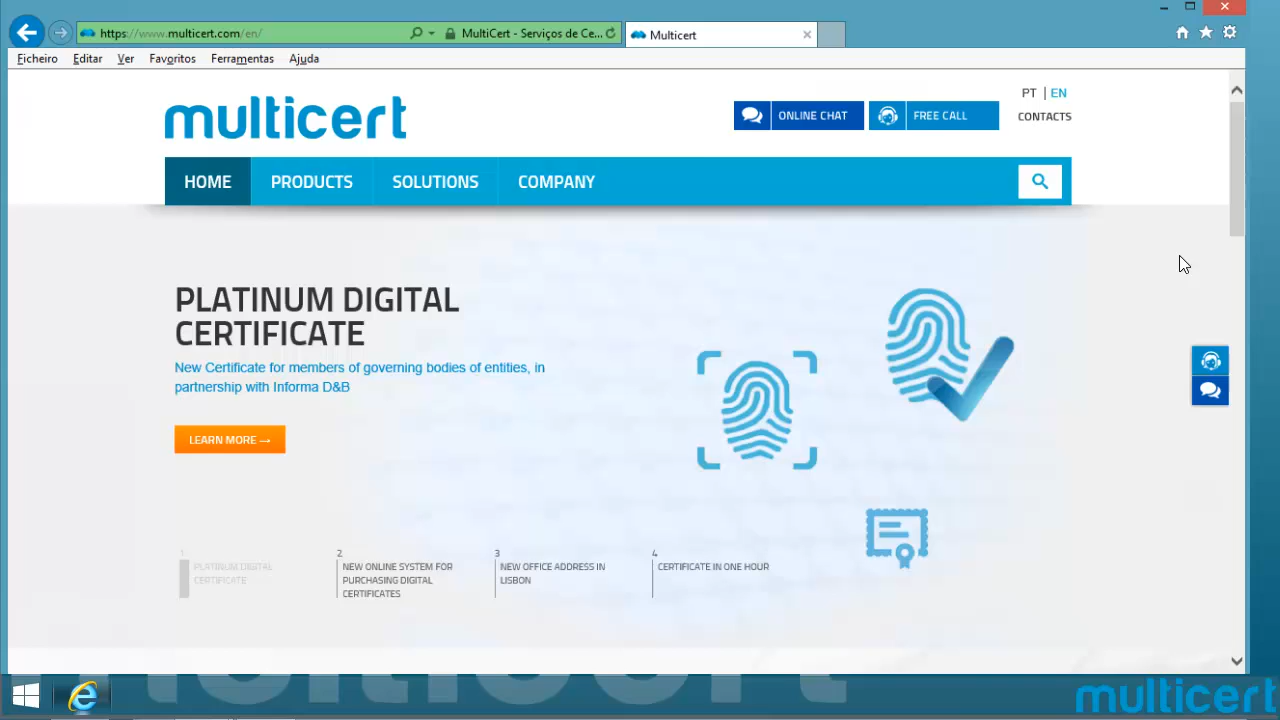 https://www.multicert.com/en/
MultiCert - Serviços de Ce...
Multicert
Ficheiro Editar Ver Favoritos Ferramentas Ajuda
multicert
PT | EN
ONLINE CHAT
FREE CALL
CONTACTS
HOME PRODUCTS SOLUTIONS COMPANY
PLATINUM DIGITAL
CERTIFICATE
New Certificate for members of governing bodies of entities, in
partnership with Informa D&B
LEARN MORE →
1
PLATINUM DIGITAL
CERTIFICATE
2
NEW ONLINE SYSTEM FOR
PURCHASING DIGITAL
CERTIFICATES
3
NEW OFFICE ADDRESS IN
LISBON
4
CERTIFICATE IN ONE HOUR
multicert
multicert